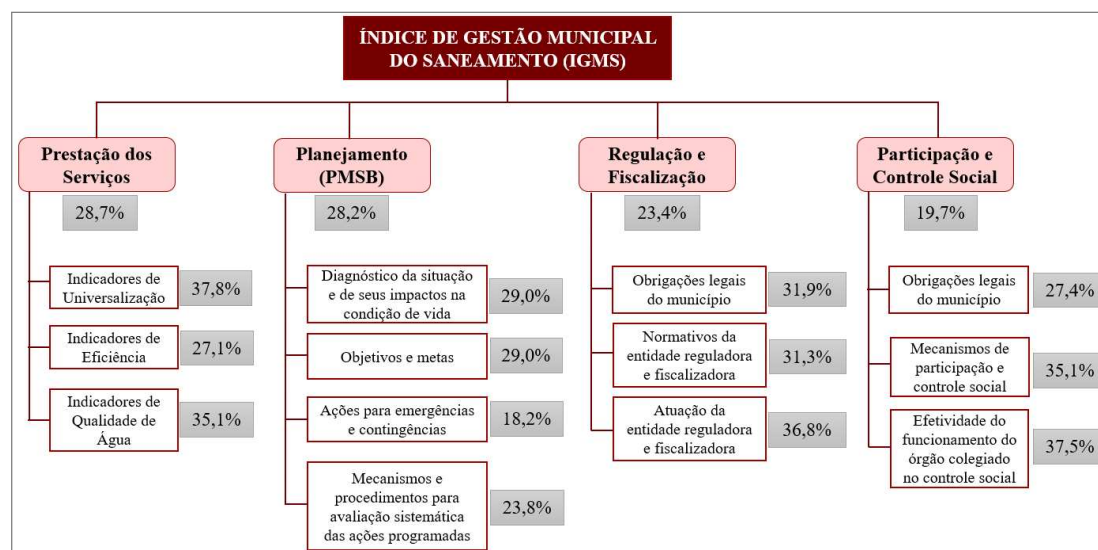 ÍNDICE DE GESTÃO MUNICIPAL
DO SANEAMENTO (IGMS)
Prestação dos
Serviços
28,7%
Indicadores de
Universalização
37,8%
Indicadores de
Eficiência
27,1%
Indicadores de
Qualidade de
Água
35,1%
Planejamento
(PMSB)
28,2%
Diagnóstico da situação
e de seus impactos na
condição de vida
29,0%
Objetivos e metas
29,0%
Ações para emergências
e contingências
18,2%
Mecanismos e
procedimentos para
avaliação sistemática
das ações programadas
23,8%
Regulação e
Fiscalização
23,4%
Obrigações legais
do município
31,9%
Normativos da
entidade reguladora
e fiscalizadora
31,3%
Atuação da
entidade reguladora
e fiscalizadora
36,8%
Participação e
Controle Social
19,7%
Obrigações legais
do município
27,4%
Mecanismos de
participação e
controle social
35,1%
Efetividade do
funcionamento do
órgão colegiado
no controle social
37,5%